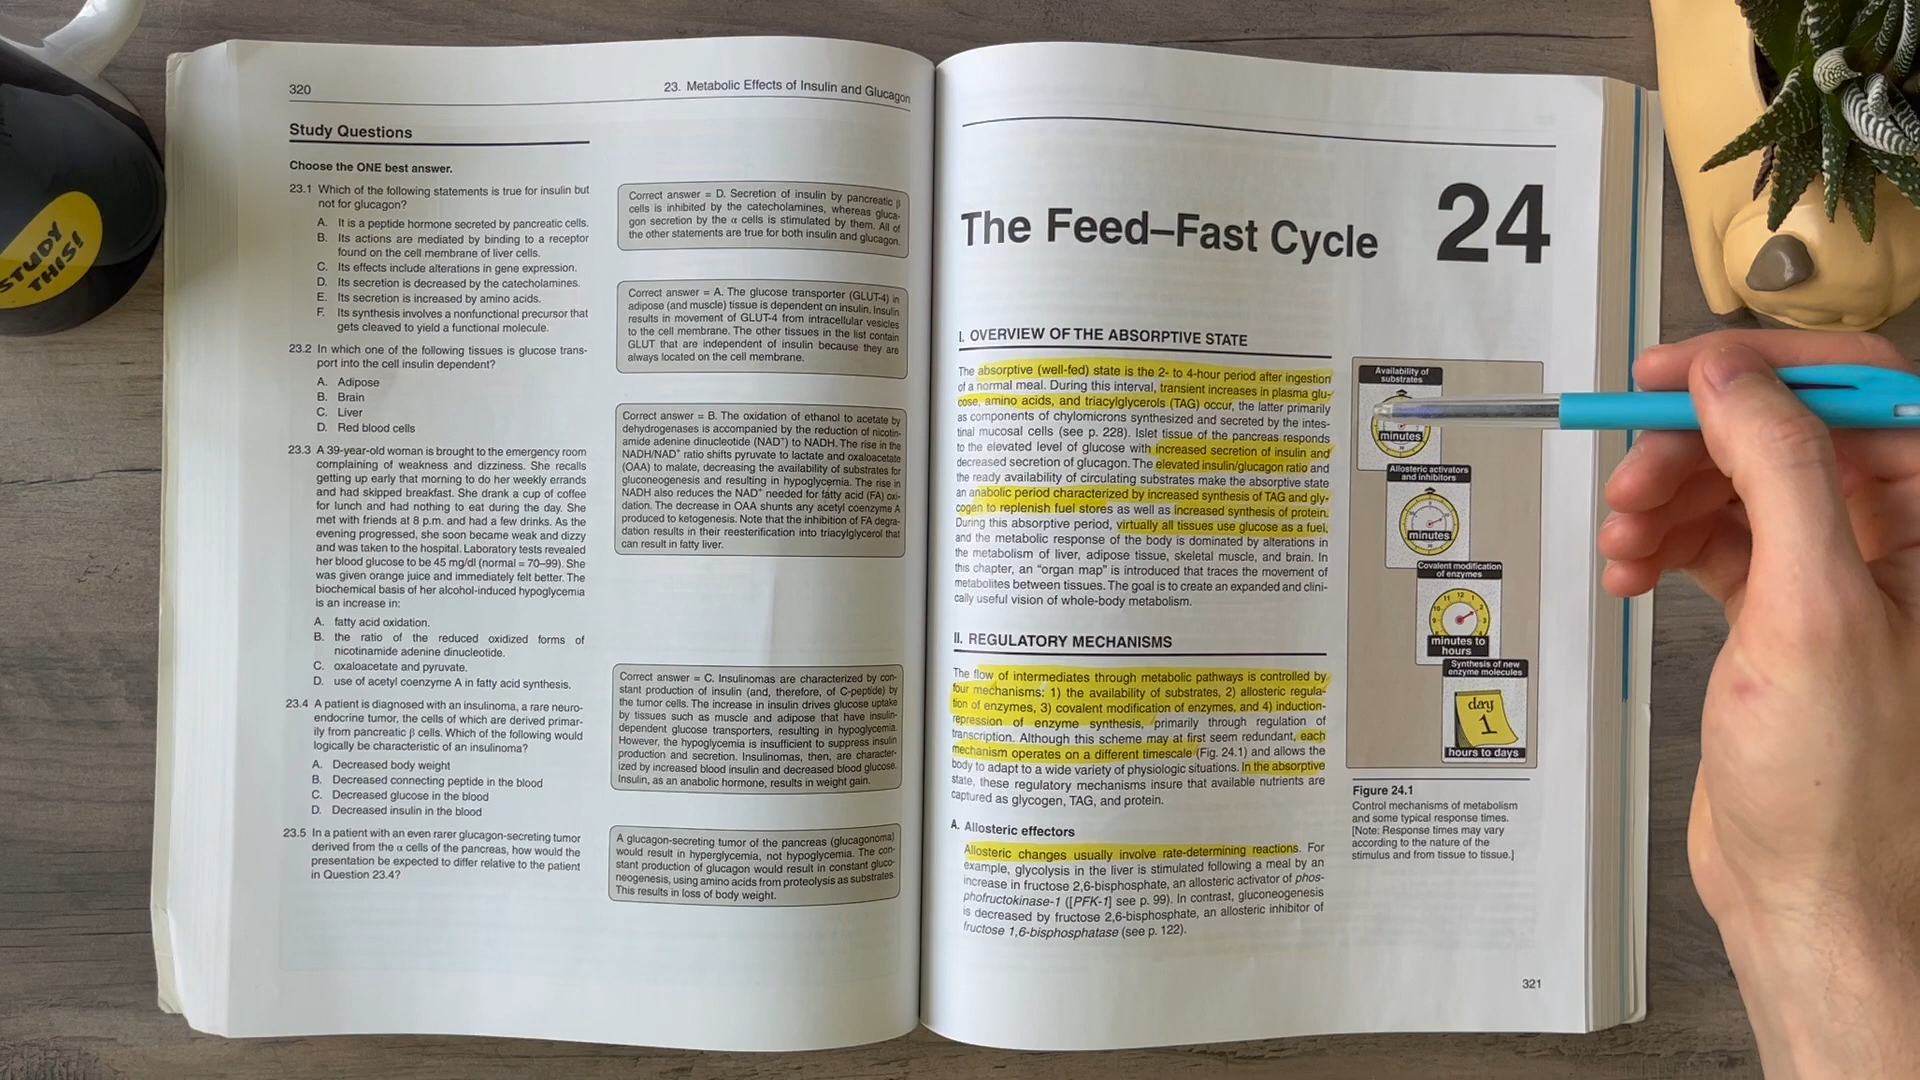 STUDY
THIS!
320
23. Metabolic Effects of Insulin and Glucagon
Study Questions
Choose the ONE best answer.
23.1 Which of the following statements is true for insulin but
not for glucagon?
A. It is a peptide hormone secreted by pancreatic cells.
B. Its actions are mediated by binding to a receptor
found on the cell membrane of liver cells.
C. Its effects include alterations in gene expression.
D. Its secretion is decreased by the catecholamines.
E. Its secretion is increased by amino acids.
F. Its synthesis involves a nonfunctional precursor that
gets cleaved to yield a functional molecule.
Correct answer = D. Secretion of insulin by pancreatic β
cells is inhibited by the catecholamines, whereas gluca-
gon secretion by the α cells is stimulated by them. All of
the other statements are true for both insulin and glucagon.
23.2 In which one of the following tissues is glucose trans-
port into the cell insulin dependent?
A. Adipose
B. Brain
C. Liver
D. Red blood cells
Correct answer = A. The glucose transporter (GLUT-4) in
adipose (and muscle) tissue is dependent on insulin. Insulin
results in movement of GLUT-4 from intracellular vesicles
to the cell membrane. The other tissues in the list contain
GLUT that are independent of insulin because they are
always located on the cell membrane.
23.3 A 39-year-old woman is brought to the emergency room
complaining of weakness and dizziness. She recalls
getting up early that morning to do her weekly errands
and had skipped breakfast. She drank a cup of coffee
for lunch and had nothing to eat during the day. She
met with friends at 8 p.m. and had a few drinks. As the
evening progressed, she soon became weak and dizzy
and was taken to the hospital. Laboratory tests revealed
her blood glucose to be 45 mg/dl (normal = 70–99). She
was given orange juice and immediately felt better. The
biochemical basis of her alcohol-induced hypoglycemia
is an increase in:
A. fatty acid oxidation.
B. the ratio of the reduced oxidized forms of
nicotinamide adenine dinucleotide.
C. oxaloacetate and pyruvate.
D. use of acetyl coenzyme A in fatty acid synthesis.
Correct answer = B. The oxidation of ethanol to acetate by
dehydrogenases is accompanied by the reduction of nicotin-
amide adenine dinucleotide (NAD⁺) to NADH. The rise in the
NADH/NAD⁺ ratio shifts pyruvate to lactate and oxaloacetate
(OAA) to malate, decreasing the availability of substrates for
gluconeogenesis and resulting in hypoglycemia. The rise in
NADH also reduces the NAD⁺ needed for fatty acid (FA) oxi-
dation. The decrease in OAA shunts any acetyl coenzyme A
produced to ketogenesis. Note that the inhibition of FA degra-
dation results in their reesterification into triacylglycerol that
can result in fatty liver.
23.4 A patient is diagnosed with an insulinoma, a rare neuro-
endocrine tumor, the cells of which are derived primar-
ily from pancreatic β cells. Which of the following would
logically be characteristic of an insulinoma?
A. Decreased body weight
B. Decreased connecting peptide in the blood
C. Decreased glucose in the blood
D. Decreased insulin in the blood
Correct answer = C. Insulinomas are characterized by con-
stant production of insulin (and, therefore, of C-peptide) by
the tumor cells. The increase in insulin drives glucose uptake
by tissues such as muscle and adipose that have insulin-
dependent glucose transporters, resulting in hypoglycemia.
However, the hypoglycemia is insufficient to suppress insulin
production and secretion. Insulinomas, then, are character-
ized by increased blood insulin and decreased blood glucose.
Insulin, as an anabolic hormone, results in weight gain.
23.5 In a patient with an even rarer glucagon-secreting tumor
derived from the α cells of the pancreas, how would the
presentation be expected to differ relative to the patient
in Question 23.4?
A glucagon-secreting tumor of the pancreas (glucagonoma)
would result in hyperglycemia, not hypoglycemia. The con-
stant production of glucagon would result in constant gluco-
neogenesis, using amino acids from proteolysis as substrates.
This results in loss of body weight.
The Feed–Fast Cycle
24
I. OVERVIEW OF THE ABSORPTIVE STATE
The absorptive (well-fed) state is the 2- to 4-hour period after ingestion
of a normal meal. During this interval, transient increases in plasma glu-
cose, amino acids, and triacylglycerols (TAG) occur, the latter primarily
as components of chylomicrons synthesized and secreted by the intes-
tinal mucosal cells (see p. 228). Islet tissue of the pancreas responds
to the elevated level of glucose with increased secretion of insulin and
decreased secretion of glucagon. The elevated insulin/glucagon ratio and
the ready availability of circulating substrates make the absorptive state
an anabolic period characterized by increased synthesis of TAG and gly-
cogen to replenish fuel stores as well as increased synthesis of protein.
During this absorptive period, virtually all tissues use glucose as a fuel,
and the metabolic response of the body is dominated by alterations in
the metabolism of liver, adipose tissue, skeletal muscle, and brain. In
this chapter, an “organ map” is introduced that traces the movement of
metabolites between tissues. The goal is to create an expanded and clini-
cally useful vision of whole-body metabolism.
II. REGULATORY MECHANISMS
The flow of intermediates through metabolic pathways is controlled by
four mechanisms: 1) the availability of substrates, 2) allosteric regula-
tion of enzymes, 3) covalent modification of enzymes, and 4) induction-
repression of enzyme synthesis, primarily through regulation of
transcription. Although this scheme may at first seem redundant, each
mechanism operates on a different timescale (Fig. 24.1) and allows the
body to adapt to a wide variety of physiologic situations. In the absorptive
state, these regulatory mechanisms insure that available nutrients are
captured as glycogen, TAG, and protein.
A. Allosteric effectors
Allosteric changes usually involve rate-determining reactions. For
example, glycolysis in the liver is stimulated following a meal by an
increase in fructose 2,6-bisphosphate, an allosteric activator of phos-
phofructokinase-1 ([PFK-1] see p. 99). In contrast, gluconeogenesis
is decreased by fructose 2,6-bisphosphate, an allosteric inhibitor of
fructose 1,6-bisphosphatase (see p. 122).
Availability of
substrates
minutes
Allosteric activators
and inhibitors
minutes
Covalent modification
of enzymes
minutes to
hours
Synthesis of new
enzyme molecules
day
1
hours to days
Figure 24.1
Control mechanisms of metabolism
and some typical response times.
[Note: Response times may vary
according to the nature of the
stimulus and from tissue to tissue.]
321